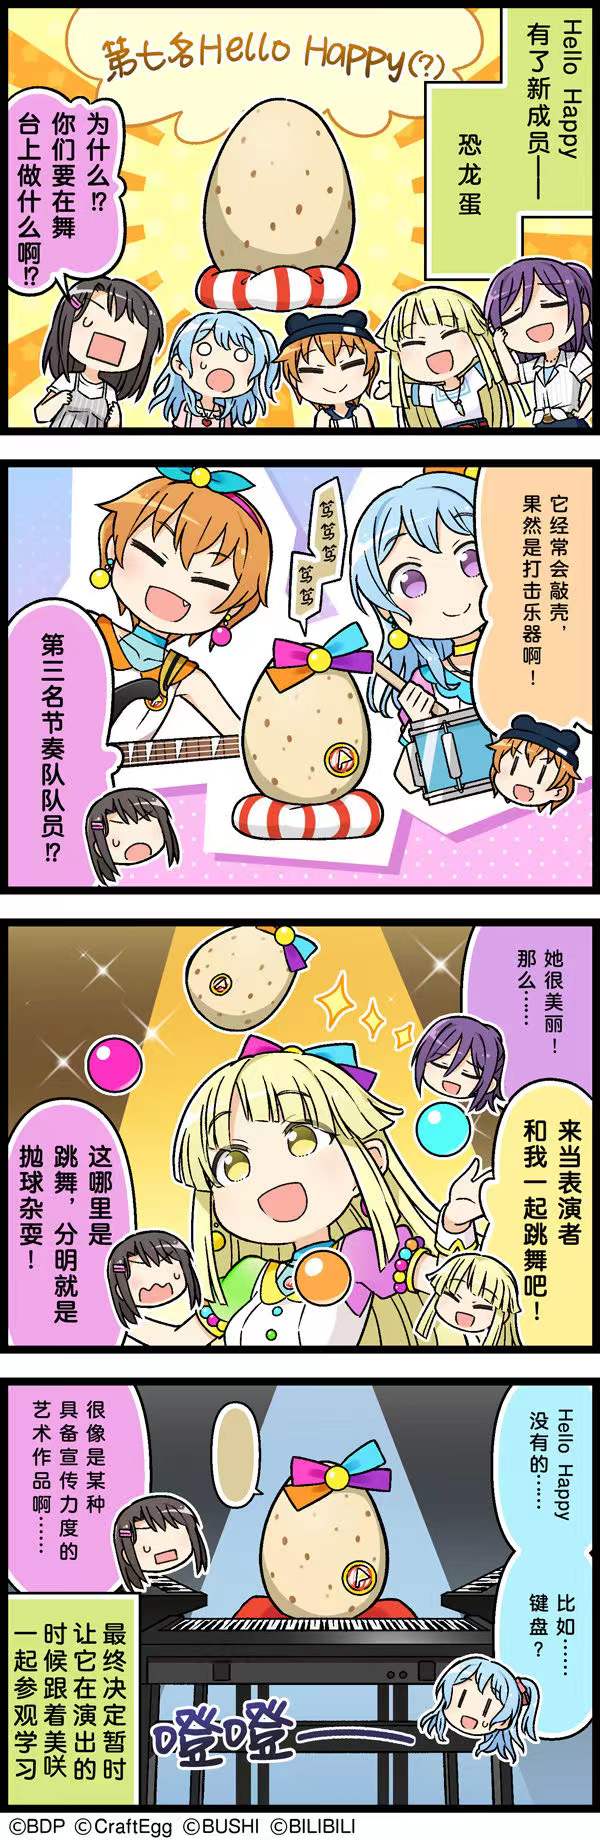 Hello Happy
有了新成员——
恐龙蛋
第七名Hello Happy(?)
为什么!?
你们要在舞
台上做什么啊!?
它经常会敲壳，
果然是打击乐器啊！
笃笃笃
笃笃
第三名节奏队队员!?
她很美丽！
那么……
来当表演者
和我一起跳舞吧！
这哪里是
跳舞，分明就是
抛球杂耍！
Hello Happy
没有的……
比如……
键盘？
很像是某种
具备宣传力度的
艺术作品啊……
噔噔——
最终决定暂时
让它在演出的
时候跟着美咲
一起参观学习
©BDP ©CraftEgg ©BUSHI ©BILIBILI